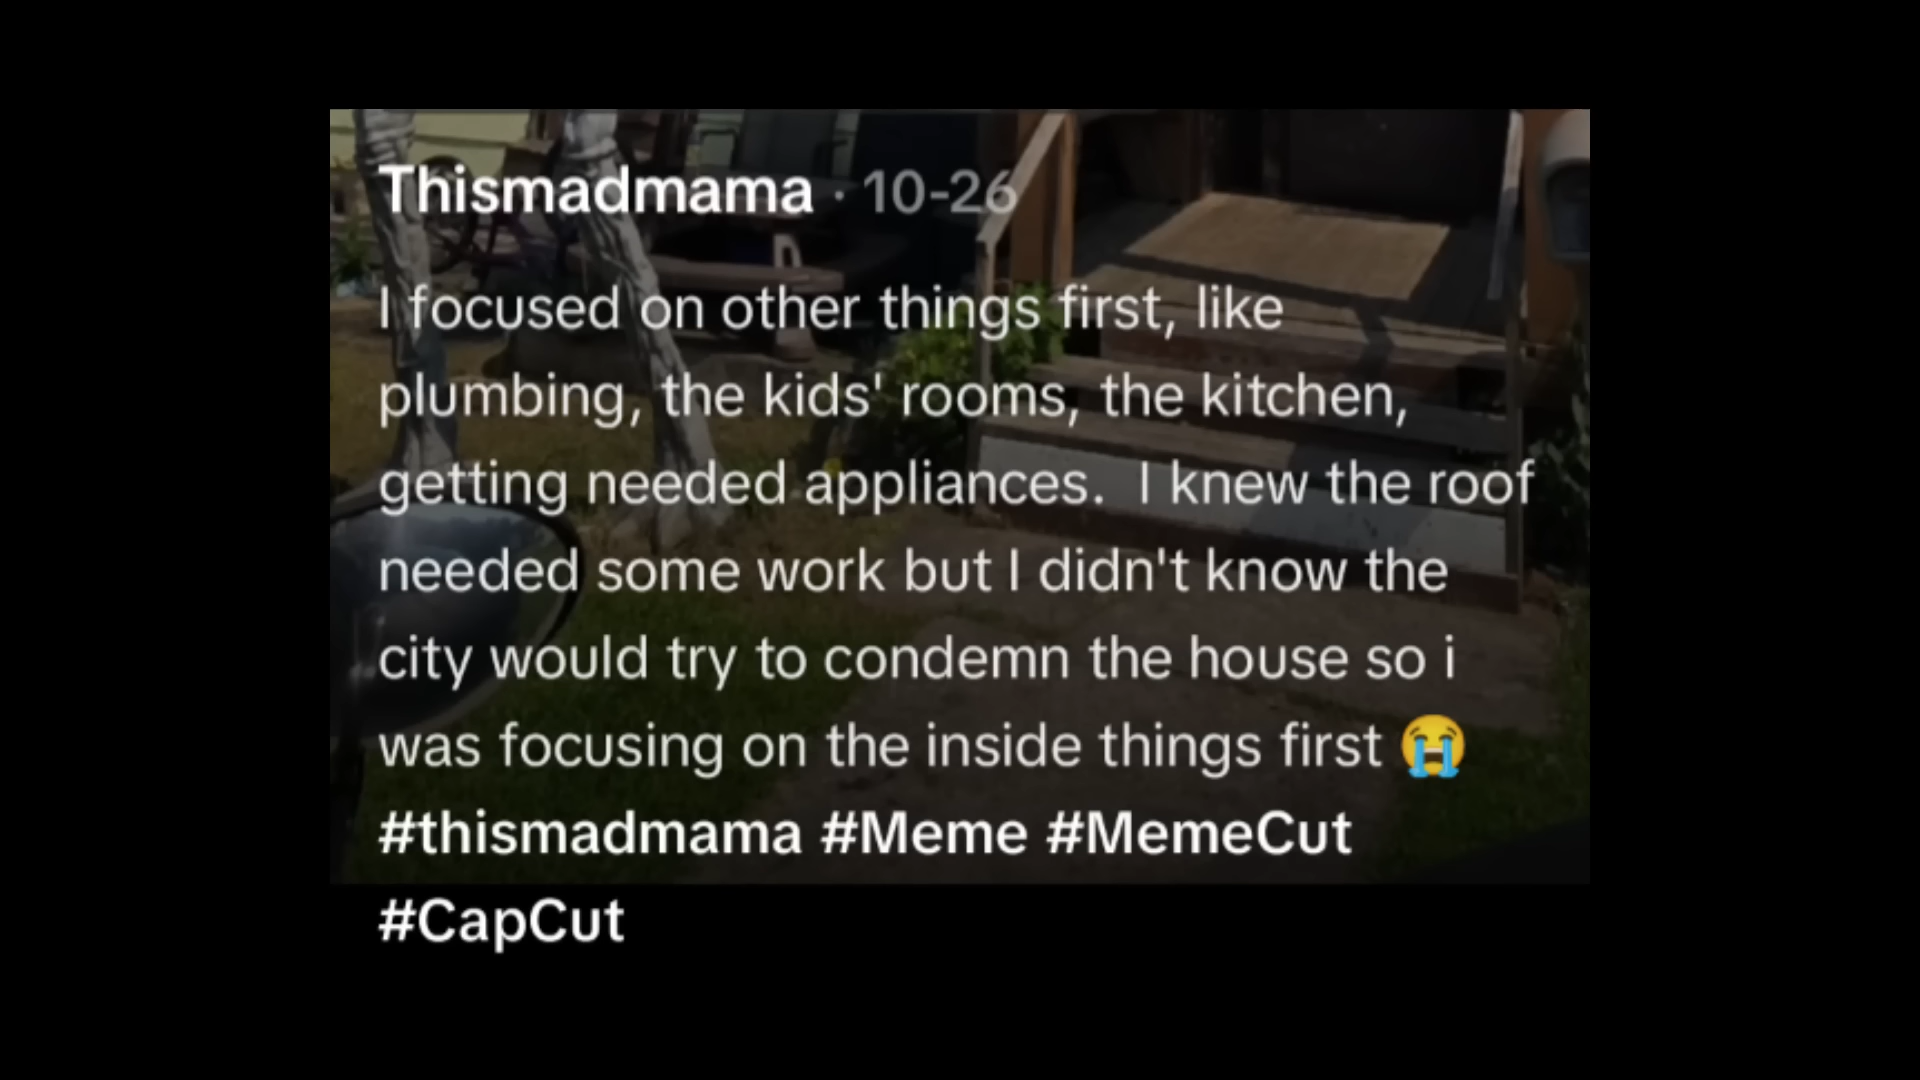 Thismadmama · 10-26
I focused on other things first, like
plumbing, the kids' rooms, the kitchen,
getting needed appliances.  I knew the roof
needed some work but I didn't know the
city would try to condemn the house so i
was focusing on the inside things first 😭
#thismadmama #Meme #MemeCut
#CapCut